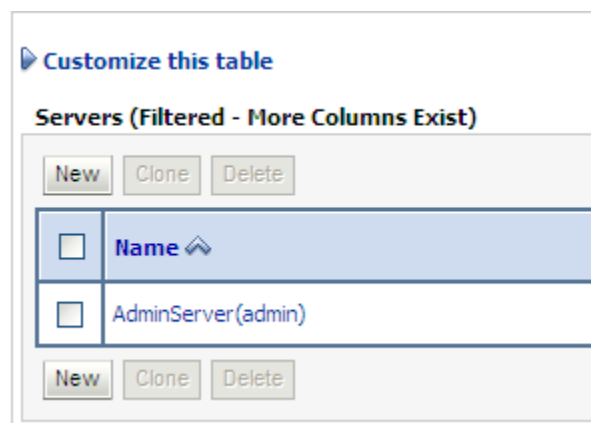 Customize this table
Servers (Filtered - More Columns Exist)
New Clone Delete
Name
AdminServer(admin)
New Clone Delete